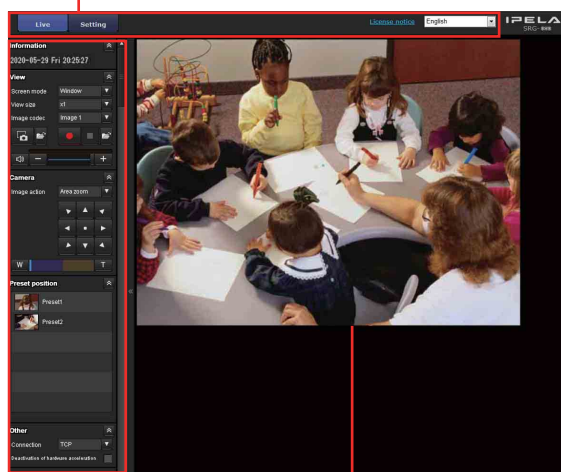 Live Setting License notice English IPELA
SRG-
Information
2020-05-29 Fri 20:25:27
View
Screen mode Window
View size x1
Image codec Image 1
Camera
Image action Area zoom
W T
Preset position
Preset1
Preset2
Other
Connection TCP
Deactivation of hardware acceleration